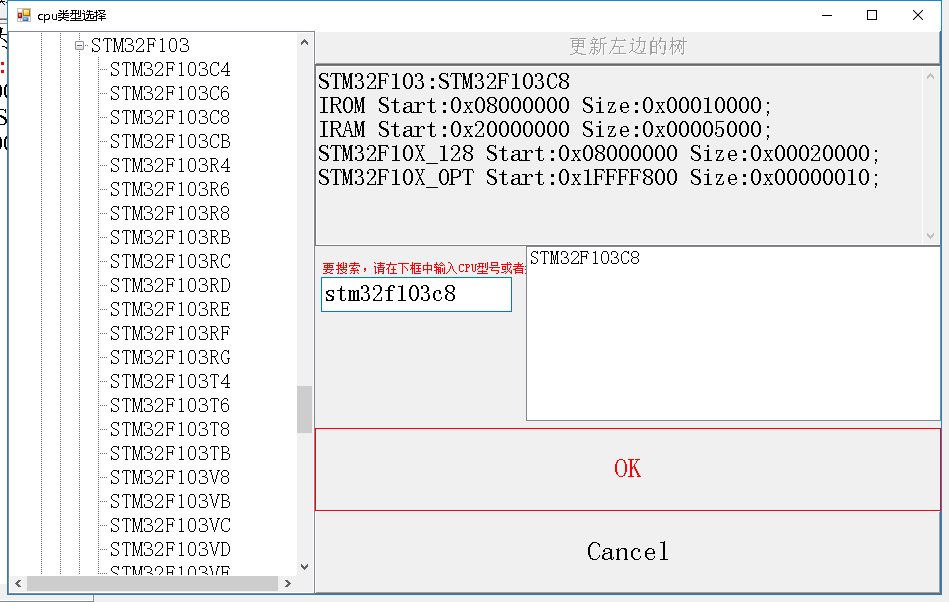 cpu类型选择
STM32F103
STM32F103C4
STM32F103C6
STM32F103C8
STM32F103CB
STM32F103R4
STM32F103R6
STM32F103R8
STM32F103RB
STM32F103RC
STM32F103RD
STM32F103RE
STM32F103RF
STM32F103RG
STM32F103T4
STM32F103T6
STM32F103T8
STM32F103TB
STM32F103V8
STM32F103VB
STM32F103VC
STM32F103VD
STM32F103VE
更新左边的树
STM32F103:STM32F103C8
IROM Start:0x08000000 Size:0x00010000;
IRAM Start:0x20000000 Size:0x00005000;
STM32F10X_128 Start:0x08000000 Size:0x00020000;
STM32F10X_OPT Start:0x1FFFF800 Size:0x00000010;
要搜索，请在下框中输入CPU型号或者
stm32f103c8
STM32F103C8
OK
Cancel